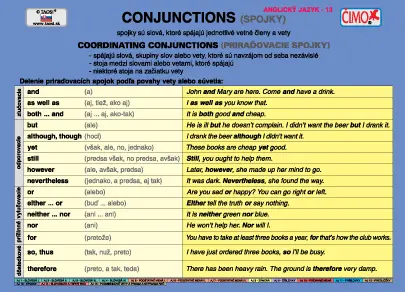 © TAOSI®
www.taosi.sk
ANGLICKÝ JAZYK - 13
ČIMO
CONJUNCTIONS (SPOJKY)
spojky sú slová, ktoré spájajú jednotlivé vetné členy a vety
COORDINATING CONJUNCTIONS (PRIRAĎOVACIE SPOJKY)
- spájajú slová, skupiny slov alebo vety, ktoré sú navzájom od seba nezávislé
- stoja medzi slovami alebo vetami, ktoré spájajú
- niektoré stoja na začiatku vety
Delenie priraďovacích spojok podľa povahy vety alebo súvetia:
zlučovacie
and (a) John and Mary are here. Come and have a drink.
as well as (aj, tiež, ako aj) I as well as you know that.
both ... and (aj ... aj, ako-tak) It is both good and cheap.
odporovacie
but (ale) He is ill but he doesn't complain. I didn't want the beer but I drank it.
although, though (hoci) I drank the beer although I didn't want it.
yet (však, ale, no, jednako) These books are cheap yet good.
still (predsa však, no predsa, avšak) Still, you ought to help them.
however (ale, avšak, predsa) Later, however, she made up her mind to go.
nevertheless (jednako, a predsa, aj tak) It was dark. Nevertheless, she found the way.
vylučovacie
or (alebo) Are you sad or happy? You can go right or left.
either ... or (buď ... alebo) Either tell the truth or say nothing.
neither ... nor (ani ... ani) It is neither green nor blue.
nor (ani) He won't help her. Nor will I.
for (pretože) You have to take at least three books a year, for that's how the club works.
so, thus (tak, nuž, preto) I have just ordered three books, so I'll be busy.
therefore (preto, a tak, teda) There has been heavy rain. The ground is therefore very damp.